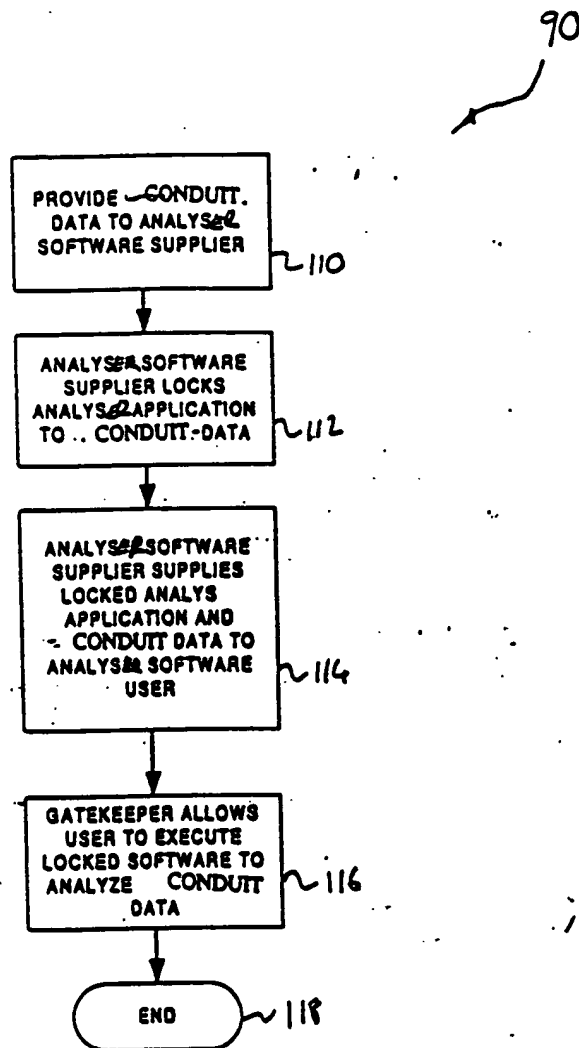 90
PROVIDE CONDUIT.
DATA TO ANALYSER
SOFTWARE SUPPLIER
110
ANALYSER SOFTWARE
SUPPLIER LOCKS
ANALYSER APPLICATION
TO .. CONDUIT-DATA
112
ANALYSER SOFTWARE
SUPPLIER SUPPLIES
LOCKED ANALYS
APPLICATION AND
- CONDUIT DATA TO
ANALYSER SOFTWARE
USER
114
GATEKEEPER ALLOWS
USER TO EXECUTE
LOCKED SOFTWARE TO
ANALYZE CONDUIT
DATA
116
END
118